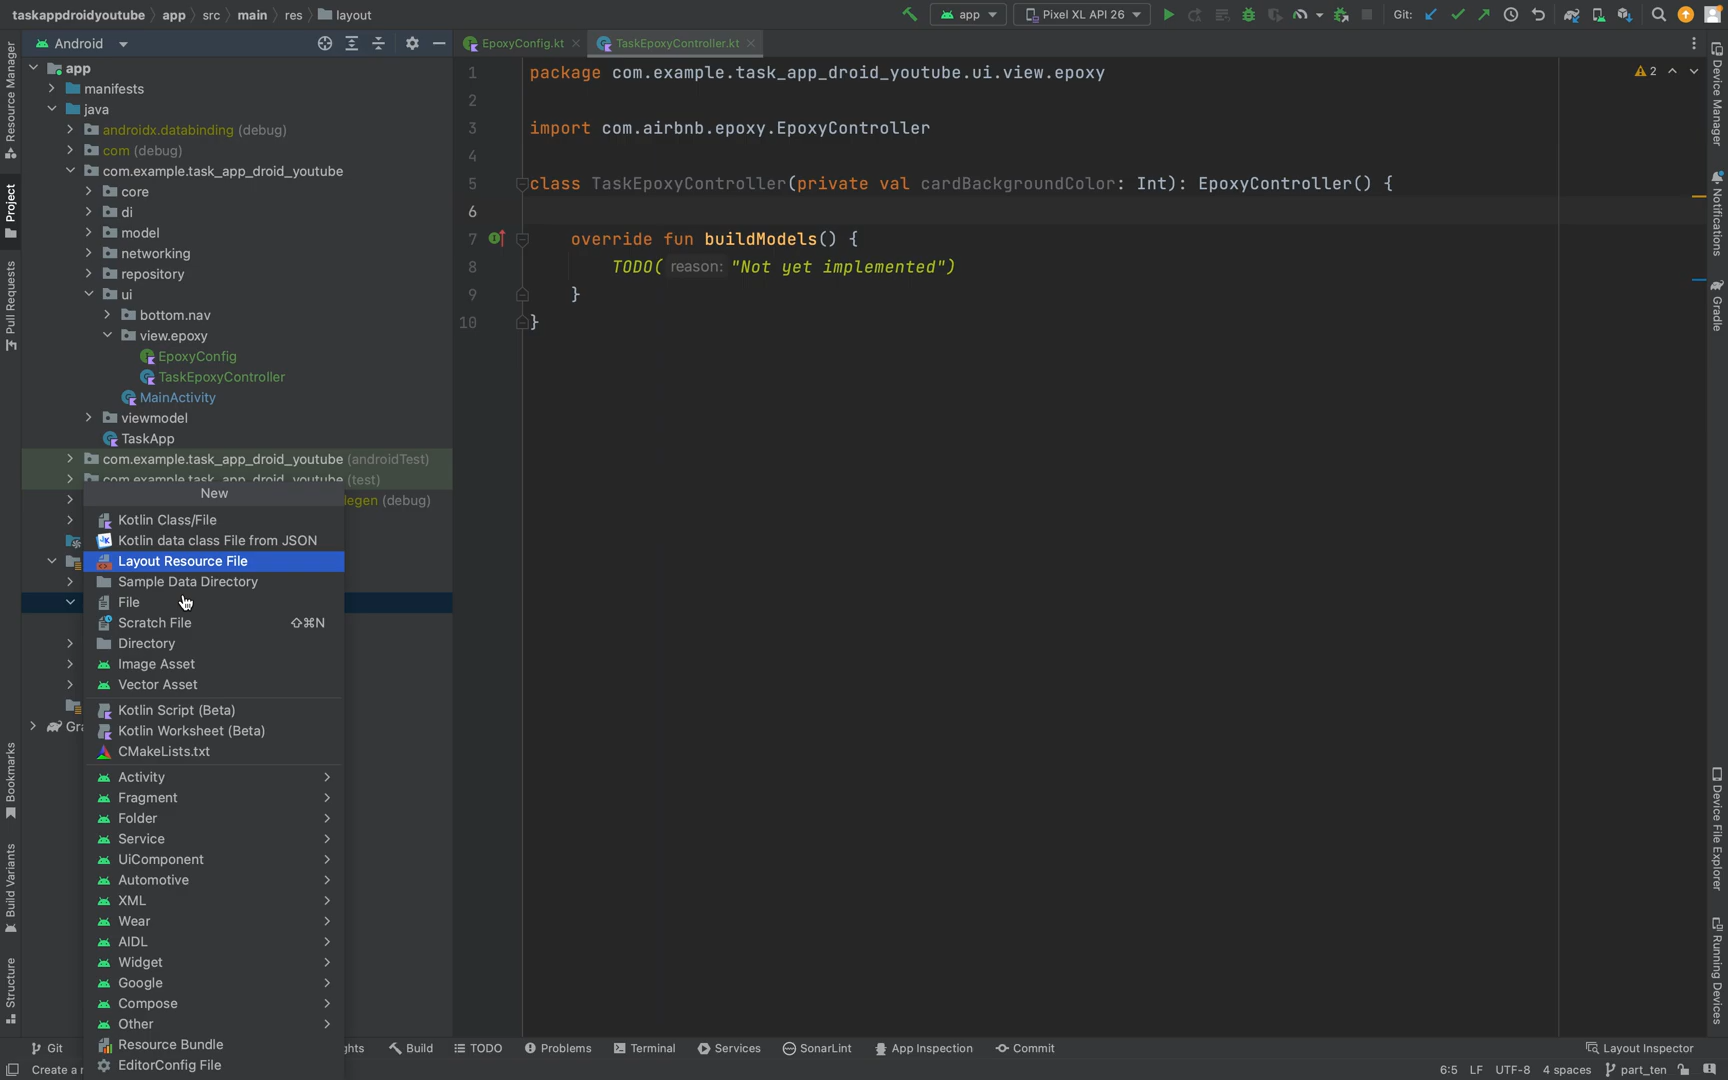 taskappdroidyoutube > app > src > main > res > layout
app
Pixel XL API 26
Git:
Android
EpoxyConfig.kt
TaskEpoxyController.kt
Resource Manager
Project
Pull Requests
Bookmarks
Build Variants
Structure
app
manifests
java
androidx.databinding (debug)
com (debug)
com.example.task_app_droid_youtube
core
di
model
networking
repository
ui
bottom.nav
view.epoxy
EpoxyConfig
TaskEpoxyController
MainActivity
viewmodel
TaskApp
com.example.task_app_droid_youtube (androidTest)
com.example.task_app_droid_youtube (test)
legen (debug)
Gra
New
Kotlin Class/File
Kotlin data class File from JSON
Layout Resource File
Sample Data Directory
File
Scratch File ⇧⌘N
Directory
Image Asset
Vector Asset
Kotlin Script (Beta)
Kotlin Worksheet (Beta)
CMakeLists.txt
Activity
Fragment
Folder
Service
UiComponent
Automotive
XML
Wear
AIDL
Widget
Google
Compose
Other
Resource Bundle
EditorConfig File
1 package com.example.task_app_droid_youtube.ui.view.epoxy
2
3 import com.airbnb.epoxy.EpoxyController
4
5 class TaskEpoxyController(private val cardBackgroundColor: Int): EpoxyController() {
6
7 override fun buildModels() {
8 TODO( reason: "Not yet implemented")
9 }
10 }
2
Device Manager
Notifications
Gradle
Device File Explorer
Running Devices
Git
ghts
Build
TODO
Problems
Terminal
Services
SonarLint
App Inspection
Commit
Layout Inspector
Create a n
6:5 LF UTF-8 4 spaces part_ten